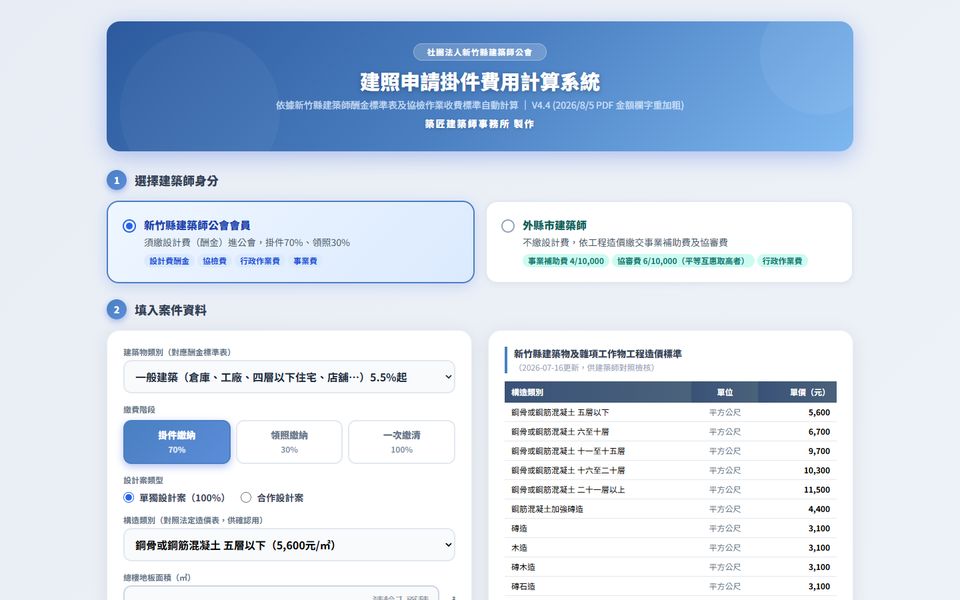 社團法人新竹縣建築師公會
建照申請掛件費用計算系統
依據新竹縣建築師酬金標準表及協檢作業收費標準自動計算 ｜ V4.4 (2026/8/5 PDF 金額欄字重加粗)
築匠建築師事務所 製作
1 選擇建築師身分
新竹縣建築師公會會員
須繳設計費（酬金）進公會，掛件70%、領照30%
設計費酬金 協檢費 行政作業費 事業費
外縣市建築師
不繳設計費，依工程造價繳交事業補助費及協審費
事業補助費 4/10,000 協審費 6/10,000（平等互惠取高者） 行政作業費
2 填入案件資料
建築物類別（對應酬金標準表）
一般建築（倉庫、工廠、四層以下住宅、店舖…）5.5%起
繳費階段
掛件繳納 領照繳納 一次繳清
70% 30% 100%
設計案類型
單獨設計案（100%） 合作設計案
構造類別（對照法定造價表，供確認用）
鋼骨或鋼筋混凝土 五層以下（5,600元/㎡）
總樓地板面積（㎡）
新竹縣建築物及雜項工作物工程造價標準
（2026-07-16更新，供建築師對照檢核）
構造類別 單位 單價（元）
鋼骨或鋼筋混凝土 五層以下 平方公尺 5,600
鋼骨或鋼筋混凝土 六至十層 平方公尺 6,700
鋼骨或鋼筋混凝土 十一至十五層 平方公尺 9,700
鋼骨或鋼筋混凝土 十六至二十層 平方公尺 10,300
鋼骨或鋼筋混凝土 二十一層以上 平方公尺 11,500
鋼筋混凝土加強磚造 平方公尺 4,400
磚造 平方公尺 3,100
木造 平方公尺 3,100
磚木造 平方公尺 3,100
磚石造 平方公尺 3,100